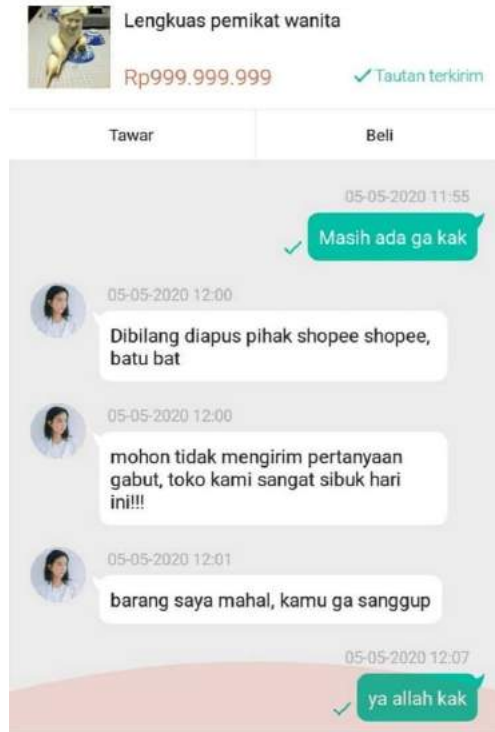 Lengkuas pemikat wanita
Rp999.999.999
Tautan terkirim
Tawar
Beli
05-05-2020 11:55
Masih ada ga kak
05-05-2020 12:00
Dibilang diapus pihak shopee shopee,
batu bat
05-05-2020 12:00
mohon tidak mengirim pertanyaan
gabut, toko kami sangat sibuk hari
ini!!!
05-05-2020 12:01
barang saya mahal, kamu ga sanggup
05-05-2020 12:07
ya allah kak